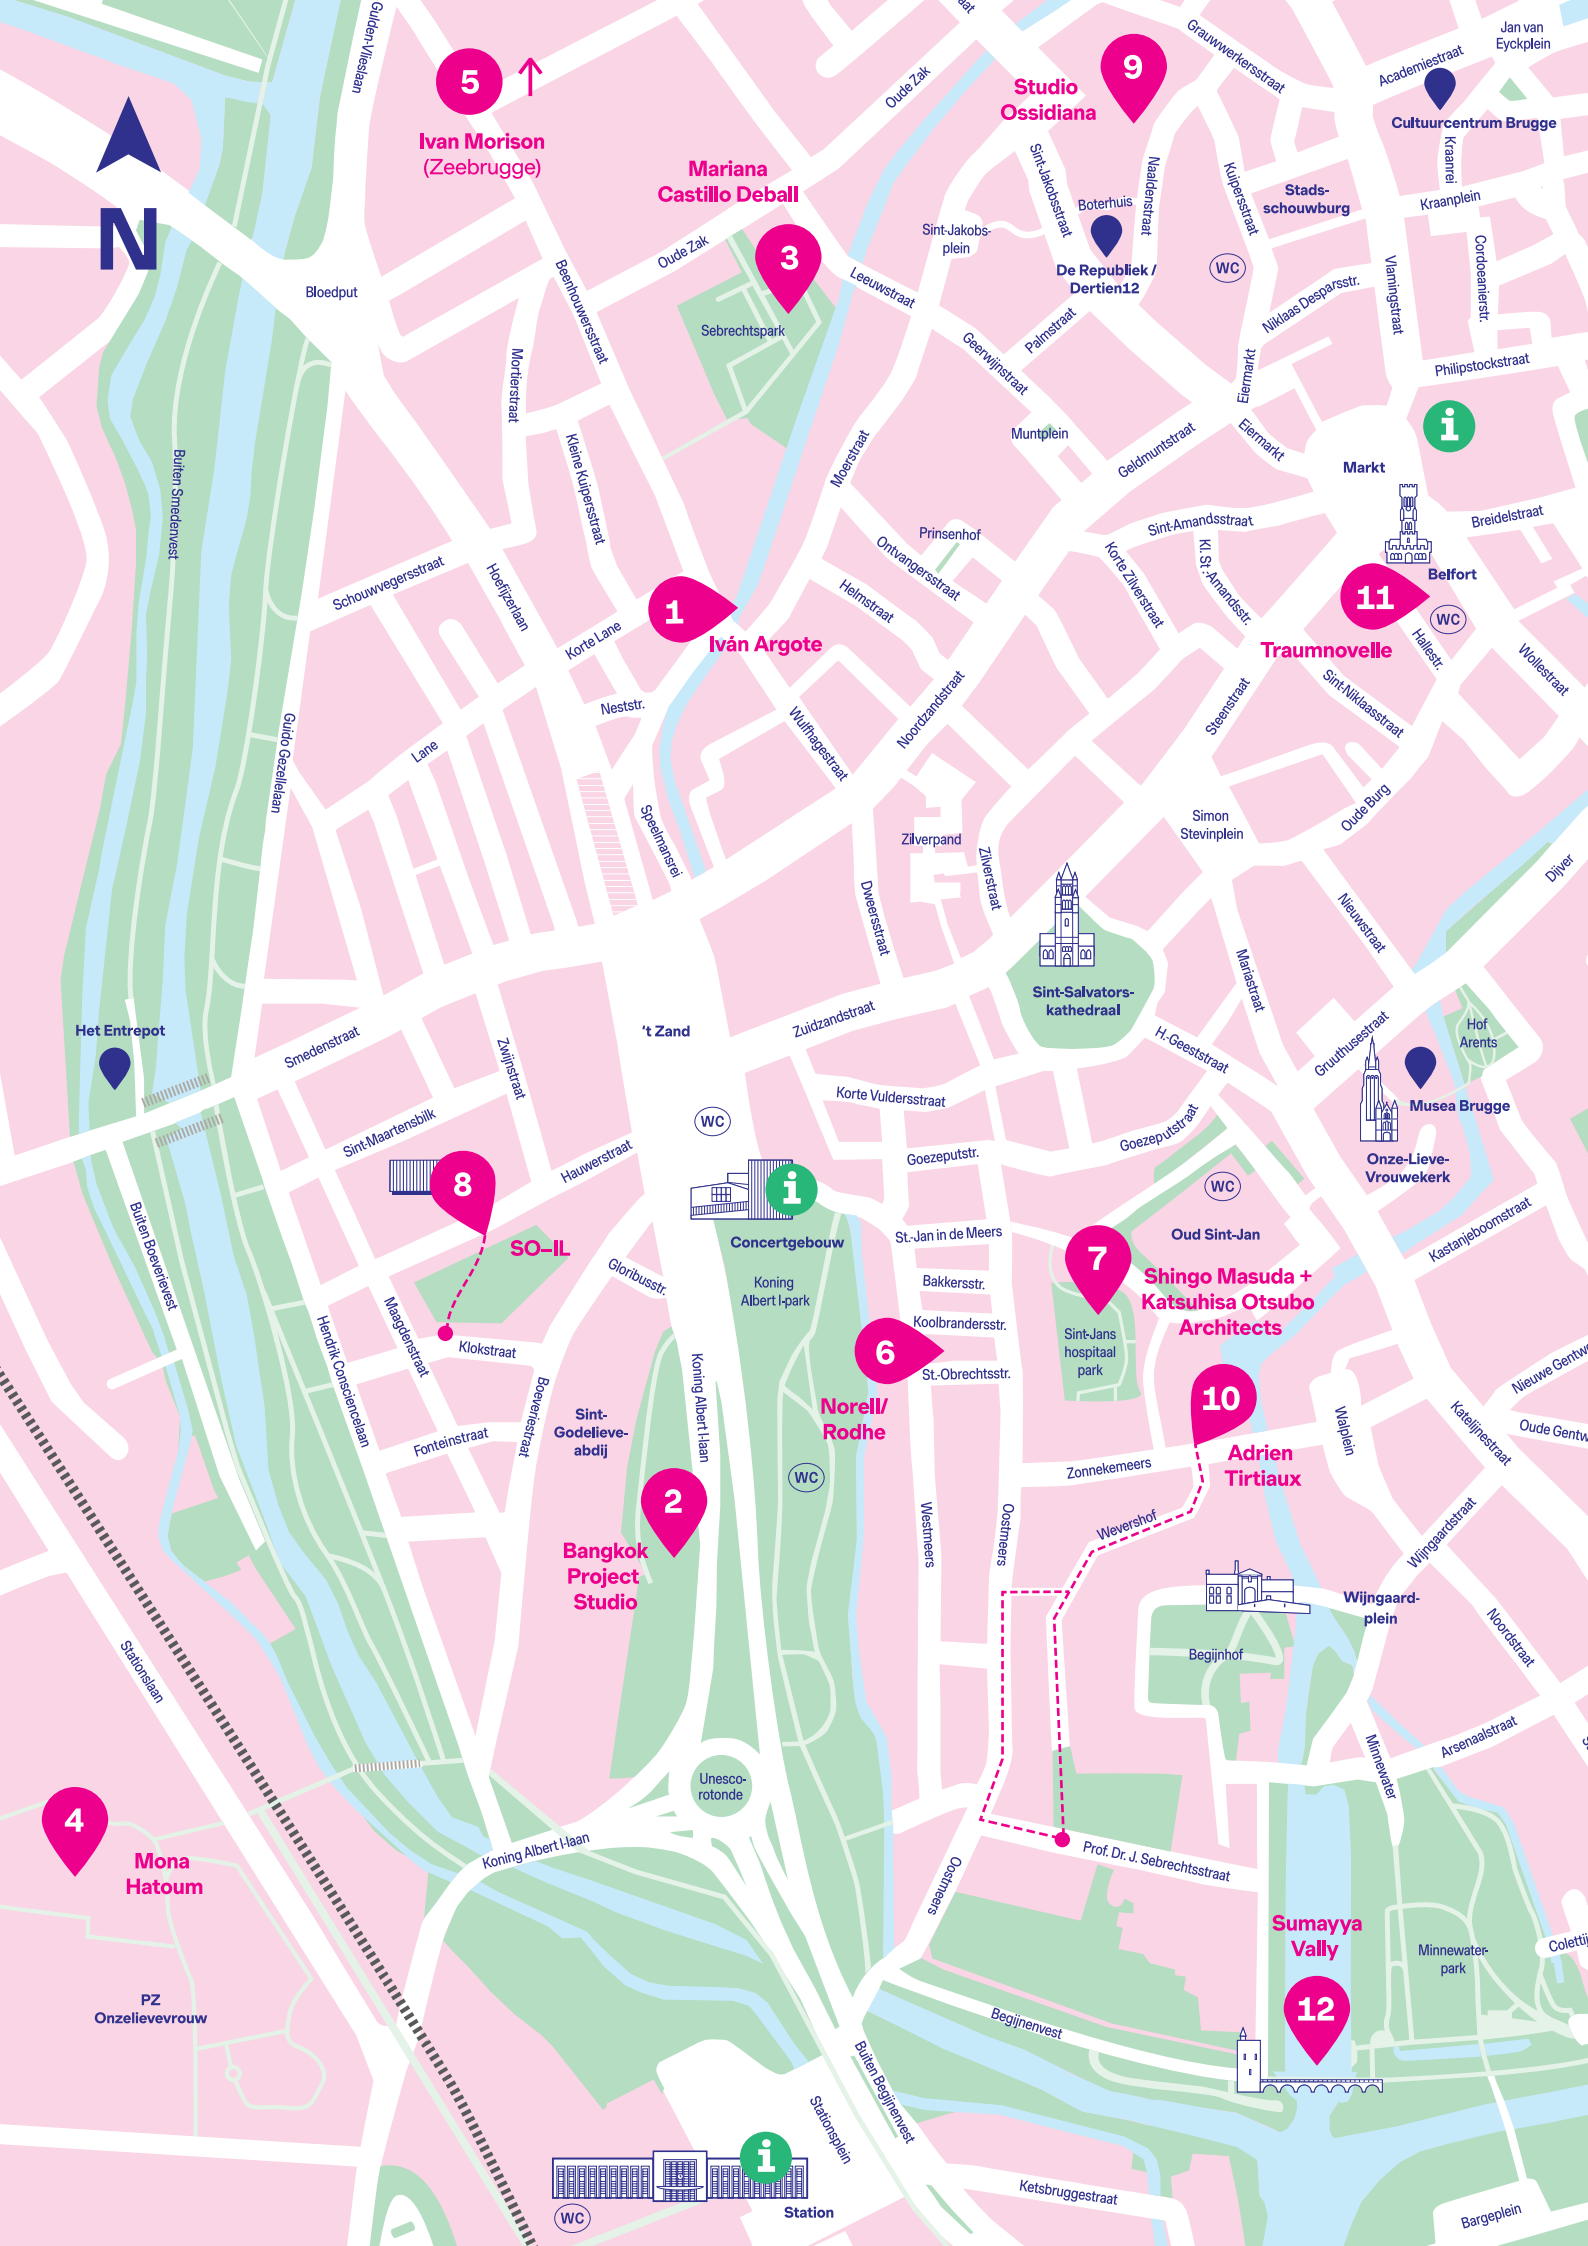 Gulden-Vlieslaan
5
Ivan Morison
(Zeebrugge)
Mariana
Castillo Deball
3
Sebrechtspark
Oude Zak
Oude Zak
Studio
Ossidiana
9
Grauwwerkersstraat
Academiestraat
Jan van
Eyckplein
Cultuurcentrum Brugge
Kraanrei
Kraanplein
Stads-
schouwburg
Kuipersstraat
Naaldenstraat
Sint-Jakobsstraat
Boterhuis
De Republiek /
Dertien12
Sint-Jakobs-
plein
WC
N
Bloedput
Beenhouwersstraat
Leeuwstraat
Geerwijnstraat
Palmstraat
Niklaas Desparsstr.
Vlamingstraat
Cordoeanierstr.
Philipstockstraat
i
Eiermarkt
Eiermarkt
Mortierstraat
Kleine Kuipersstraat
Muntplein
Geldmuntstraat
Moerstraat
Markt
Breidelstraat
Belfort
Buiten Smedenvest
Prinsenhof
Ontvangersstraat
Helmstraat
Sint-Amandsstraat
Kl. St.-Amandsstr.
Korte Zilverstraat
Schouwvegersstraat
Hoefijzerlaan
1
Iván Argote
Korte Lane
11
WC
Traumnovelle
Hallestr.
Wollestraat
Sint-Niklaasstraat
Steenstraat
Neststr.
Lane
Guido Gezellelaan
Wulfhagestraat
Noordzandstraat
Speelmansrei
Zilverpand
Zilverstraat
Dweersstraat
Simon
Stevinplein
Oude Burg
Dijver
Nieuwstraat
Mariastraat
Sint-Salvators-
kathedraal
Het Entrepot
Smedenstraat
Zwijnstraat
't Zand
Zuidzandstraat
H.-Geeststraat
Gruuthusestraat
Hof
Arents
Musea Brugge
Onze-Lieve-
Vrouwekerk
Korte Vuldersstraat
Sint-Maartensbilk
WC
Hauwerstraat
Goezeputstr.
Goezeputstraat
WC
8
SO–IL
i
Concertgebouw
St.-Jan in de Meers
Oud Sint-Jan
Kastanjeboomstraat
Buiten Boeverievest
Gloribusstr.
Koning
Albert I-park
Bakkersstr.
7
Shingo Masuda +
Katsuhisa Otsubo
Architects
Hendrik Consciencelaan
Maagdenstraat
Klokstraat
Koolbrandersstr.
Sint-Jans
hospitaal
park
6
St.-Obrechtsstr.
Norell/
Rodhe
Nieuwe Gentw
Oude Gentw
Koning Albert I-laan
Boeveriestraat
Sint-
Godelieve-
abdij
Fonteinstraat
10
Adrien
Tirtiaux
Walplein
Katelijnestraat
WC
Zonnekemeers
2
Bangkok
Project
Studio
Westmeers
Oostmeers
Wevershof
Wijngaardstraat
Wijngaard-
plein
Noordstraat
Begijnhof
Stationslaan
Arsenaalstraat
Minnewater
Unesco-
rotonde
4
Mona
Hatoum
Koning Albert I-laan
Prof. Dr. J. Sebrechtsstraat
Oostmeers
Sumayya
Vally
12
Minnewater-
park
Coletti
PZ
Onzelievevrouw
Begijnenvest
Buiten Begijnenvest
Stationsplein
i
Station
WC
Ketsbruggestraat
Bargeplein